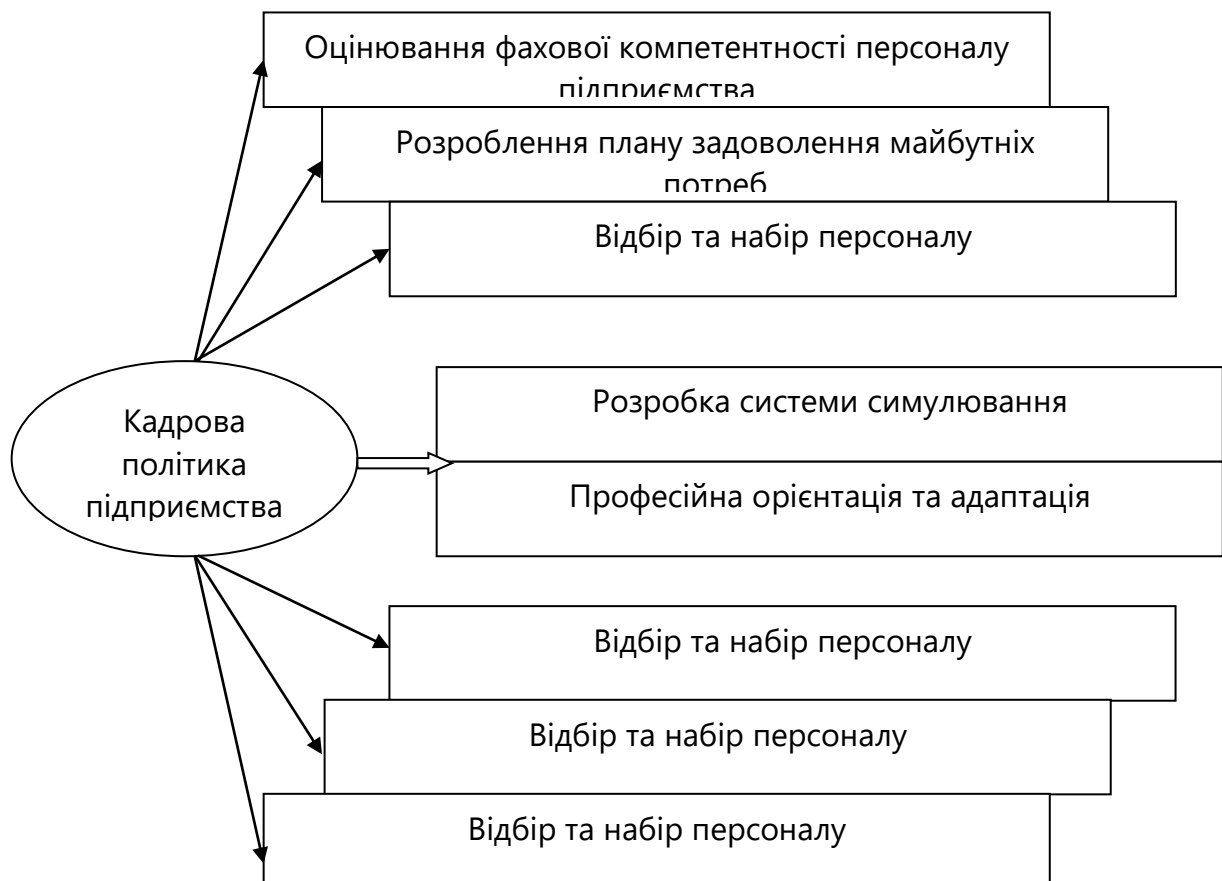 Оцінювання фахової компетентності персоналу
підприємства
Розроблення плану задоволення майбутніх
потреб
Відбір та набір персоналу
Розробка системи симулювання
Кадрова
політика
підприємства
Професійна орієнтація та адаптація
Відбір та набір персоналу
Відбір та набір персоналу
Відбір та набір персоналу